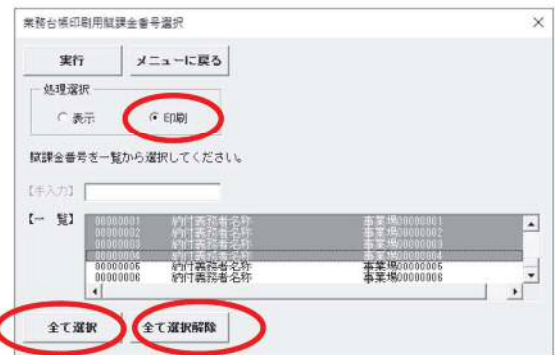 業務台帳印刷用賦課金番号選択
実行 メニューに戻る
処理選択
表示 印刷
賦課金番号を一覧から選択してください。
【手入力】
【一 覧】
00000001 納付義務者名称 事業場00000001
00000002 納付義務者名称 事業場00000002
00000003 納付義務者名称 事業場00000003
00000004 納付義務者名称 事業場00000004
00000005 納付義務者名称 事業場00000005
00000006 納付義務者名称 事業場00000006
全て選択 全て選択解除